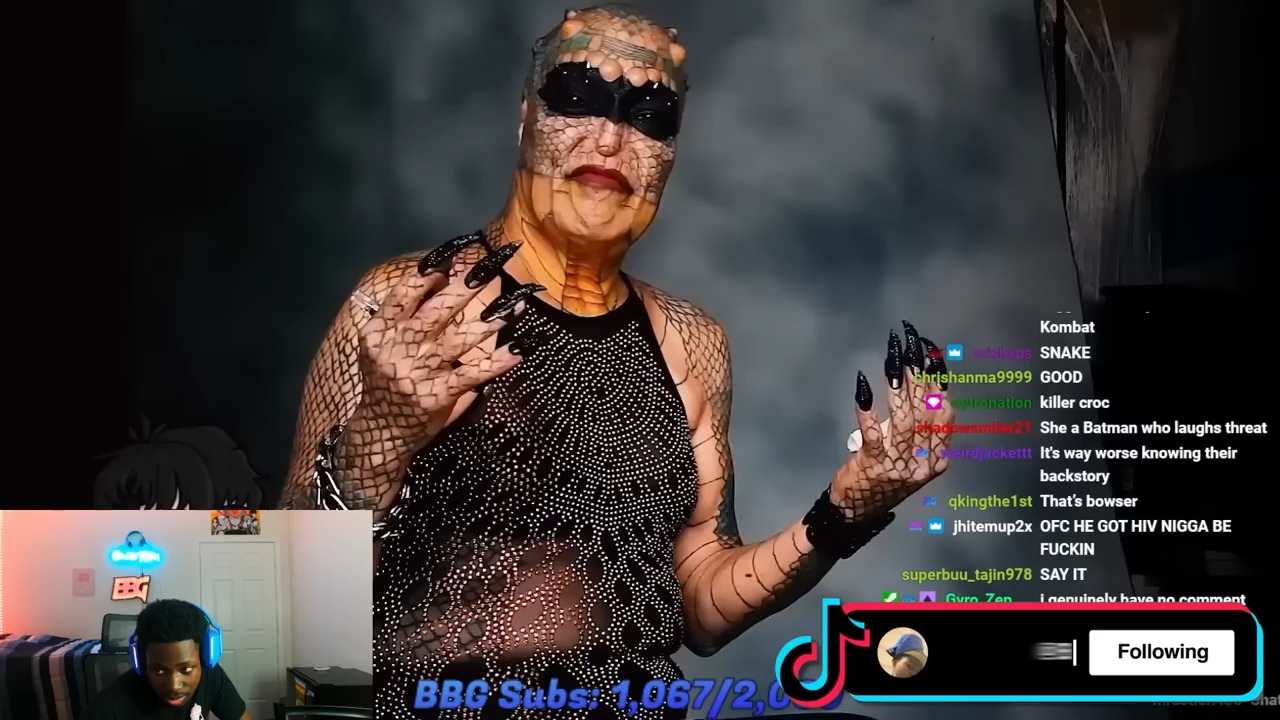 Kombat
SNAKE
chrishanma9999 GOOD
killer croc
shadowsmiler21 She a Batman who laughs threat
weirdjackettt It's way worse knowing their
backstory
qkingthe1st That's bowser
jhitemup2x OFC HE GOT HIV NIGGA BE
FUCKIN
superbuu_tajin978 SAY IT
Gyro_Zep i genuinely have no comment
Following
BBG
BBG Subs: 1,067/2,0